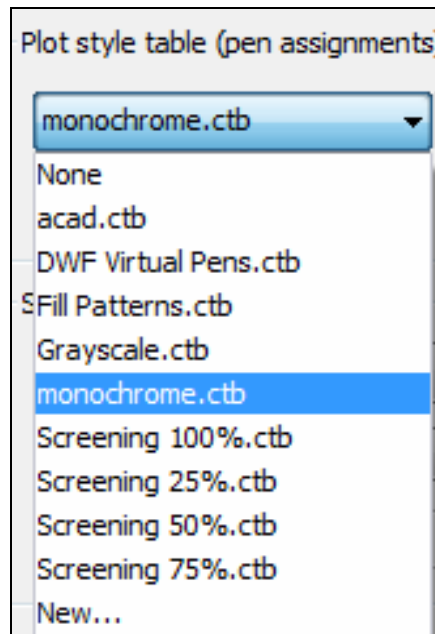 Plot style table (pen assignments)
monochrome.ctb
None
acad.ctb
DWF Virtual Pens.ctb
S
Fill Patterns.ctb
Grayscale.ctb
monochrome.ctb
Screening 100%.ctb
Screening 25%.ctb
Screening 50%.ctb
Screening 75%.ctb
New...